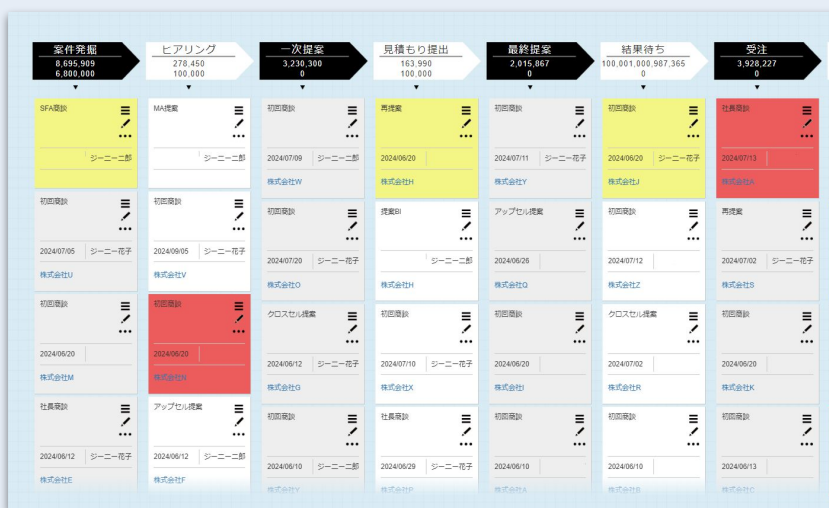 案件発掘
8,695,909
6,800,000
ヒアリング
278,450
100,000
一次提案
3,230,300
0
見積もり提出
163,990
100,000
最終提案
2,015,867
0
結果待ち
100,001,000,987,365
0
受注
3,928,227
0
SFA商談
ジーニー二郎
初回商談
2024/07/05 ジーニー花子
株式会社U
初回商談
2024/06/20
株式会社M
社長商談
2024/06/12 ジーニー花子
株式会社E
MA提案
ジーニー二郎
初回商談
2024/09/05 ジーニー花子
株式会社V
初回商談
2024/06/20
株式会社N
アップセル提案
2024/06/12 ジーニー二郎
株式会社F
初回商談
2024/07/09 ジーニー二郎
株式会社W
初回商談
2024/07/20 ジーニー花子
株式会社O
クロスセル提案
2024/06/12 ジーニー花子
株式会社G
初回商談
2024/06/10 ジーニー二郎
株式会社Y
再提案
2024/06/20
株式会社H
提案BI
ジーニー二郎
株式会社H
初回商談
2024/07/10 ジーニー花子
株式会社X
社長商談
2024/06/29 ジーニー花子
株式会社P
初回商談
2024/07/11 ジーニー花子
株式会社Y
アップセル提案
2024/06/26
株式会社Q
初回商談
2024/06/20
株式会社I
初回商談
2024/06/10
株式会社A
初回商談
2024/06/20 ジーニー花子
株式会社J
初回商談
2024/07/12
株式会社Z
クロスセル提案
2024/07/02
株式会社R
初回商談
2024/06/10
株式会社B
社長商談
2024/07/13
株式会社A
再提案
2024/07/02 ジーニー花子
株式会社S
初回商談
2024/06/20
株式会社K
初回商談
2024/06/13
株式会社C